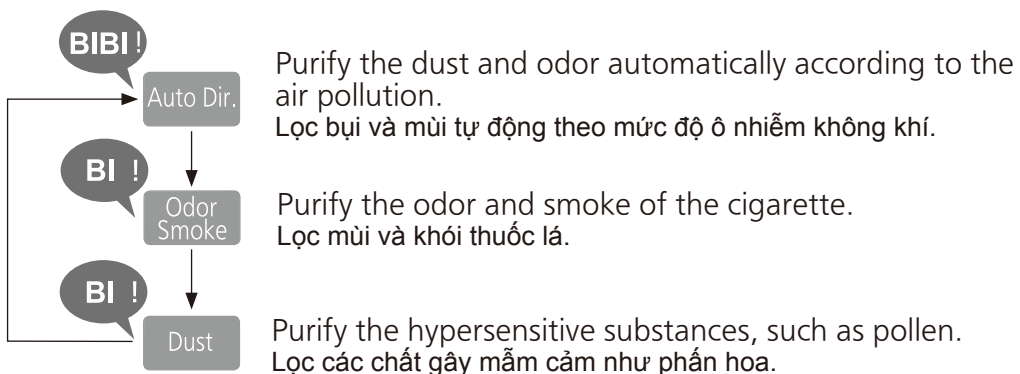 BIBI !
Auto Dir.
Purify the dust and odor automatically according to the
air pollution.
Lọc bụi và mùi tự động theo mức độ ô nhiễm không khí.
BI !
Odor
Smoke
Purify the odor and smoke of the cigarette.
Lọc mùi và khói thuốc lá.
BI !
Dust
Purify the hypersensitive substances, such as pollen.
Lọc các chất gây mẫm cảm như phấn hoa.